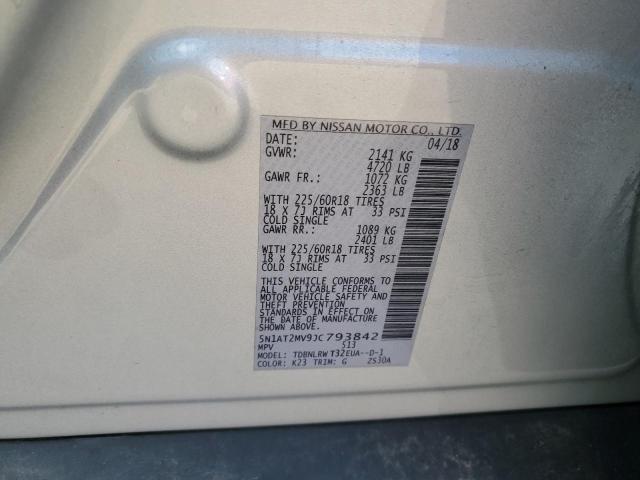 MFD BY NISSAN MOTOR CO., LTD.
DATE: 04/18
GVWR: 2141 KG
4720 LB
GAWR FR.: 1072 KG
2363 LB
WITH 225/60R18 TIRES
18 X 7J RIMS AT 33 PSI
COLD SINGLE
GAWR RR.: 1089 KG
2401 LB
WITH 225/60R18 TIRES
18 X 7J RIMS AT 33 PSI
COLD SINGLE
THIS VEHICLE CONFORMS TO
ALL APPLICABLE FEDERAL
MOTOR VEHICLE SAFETY AND
THEFT PREVENTION
STANDARDS IN EFFECT ON THE
DATE OF MANUFACTURE
SHOWN ABOVE.
5N1AT2MV9JC793842
MPV S13
MODEL: TDBNLRW T32EUA--D-1
COLOR: K23 TRIM: G 2S30A